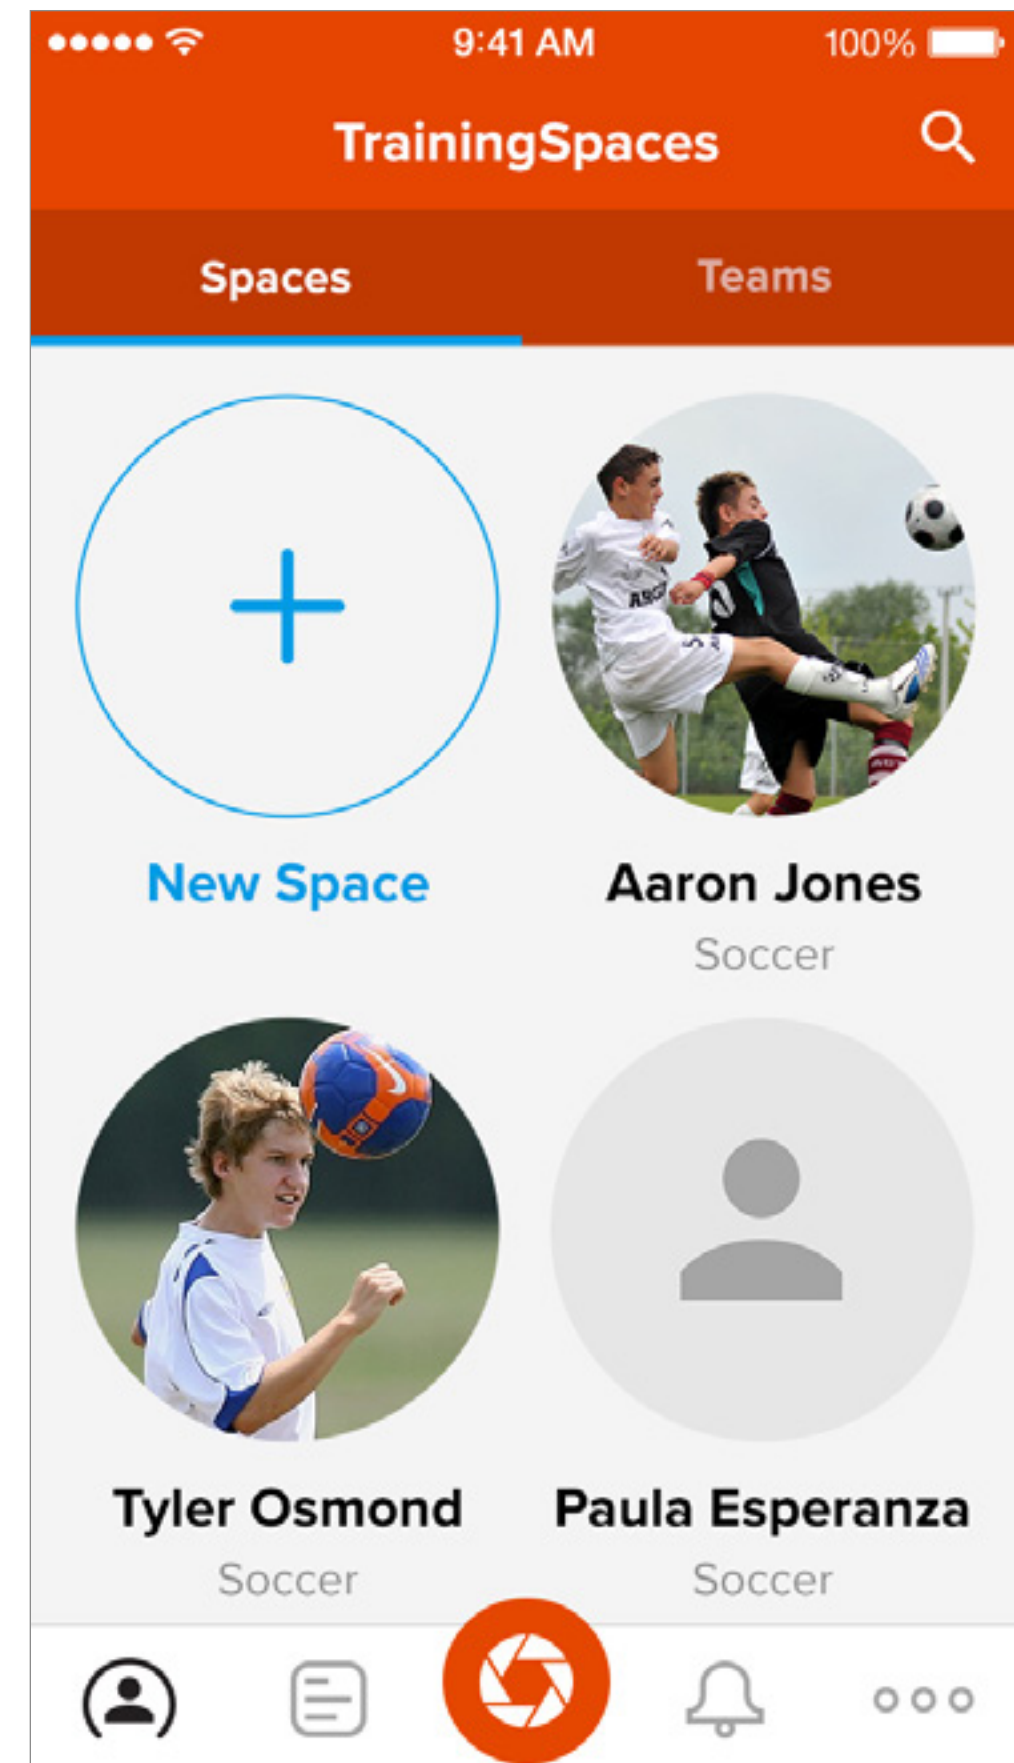 9:41 AM 100%
TrainingSpaces
Spaces Teams
New Space Aaron Jones
Soccer
Tyler Osmond Paula Esperanza
Soccer Soccer